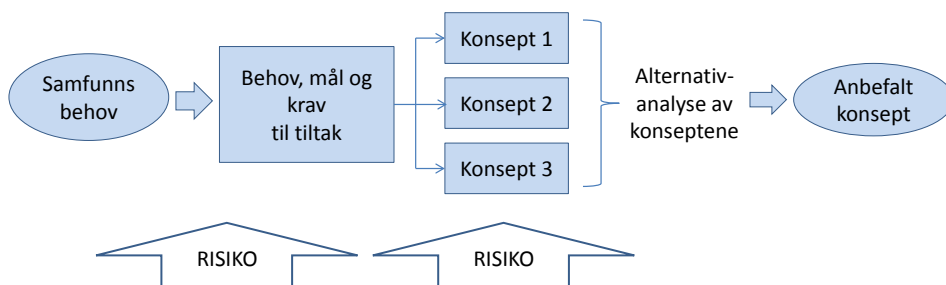 Samfunns
behov
Behov, mål og
krav
til tiltak
Konsept 1
Konsept 2
Konsept 3
Alternativ-
analyse av
konseptene
Anbefalt
konsept
RISIKO
RISIKO